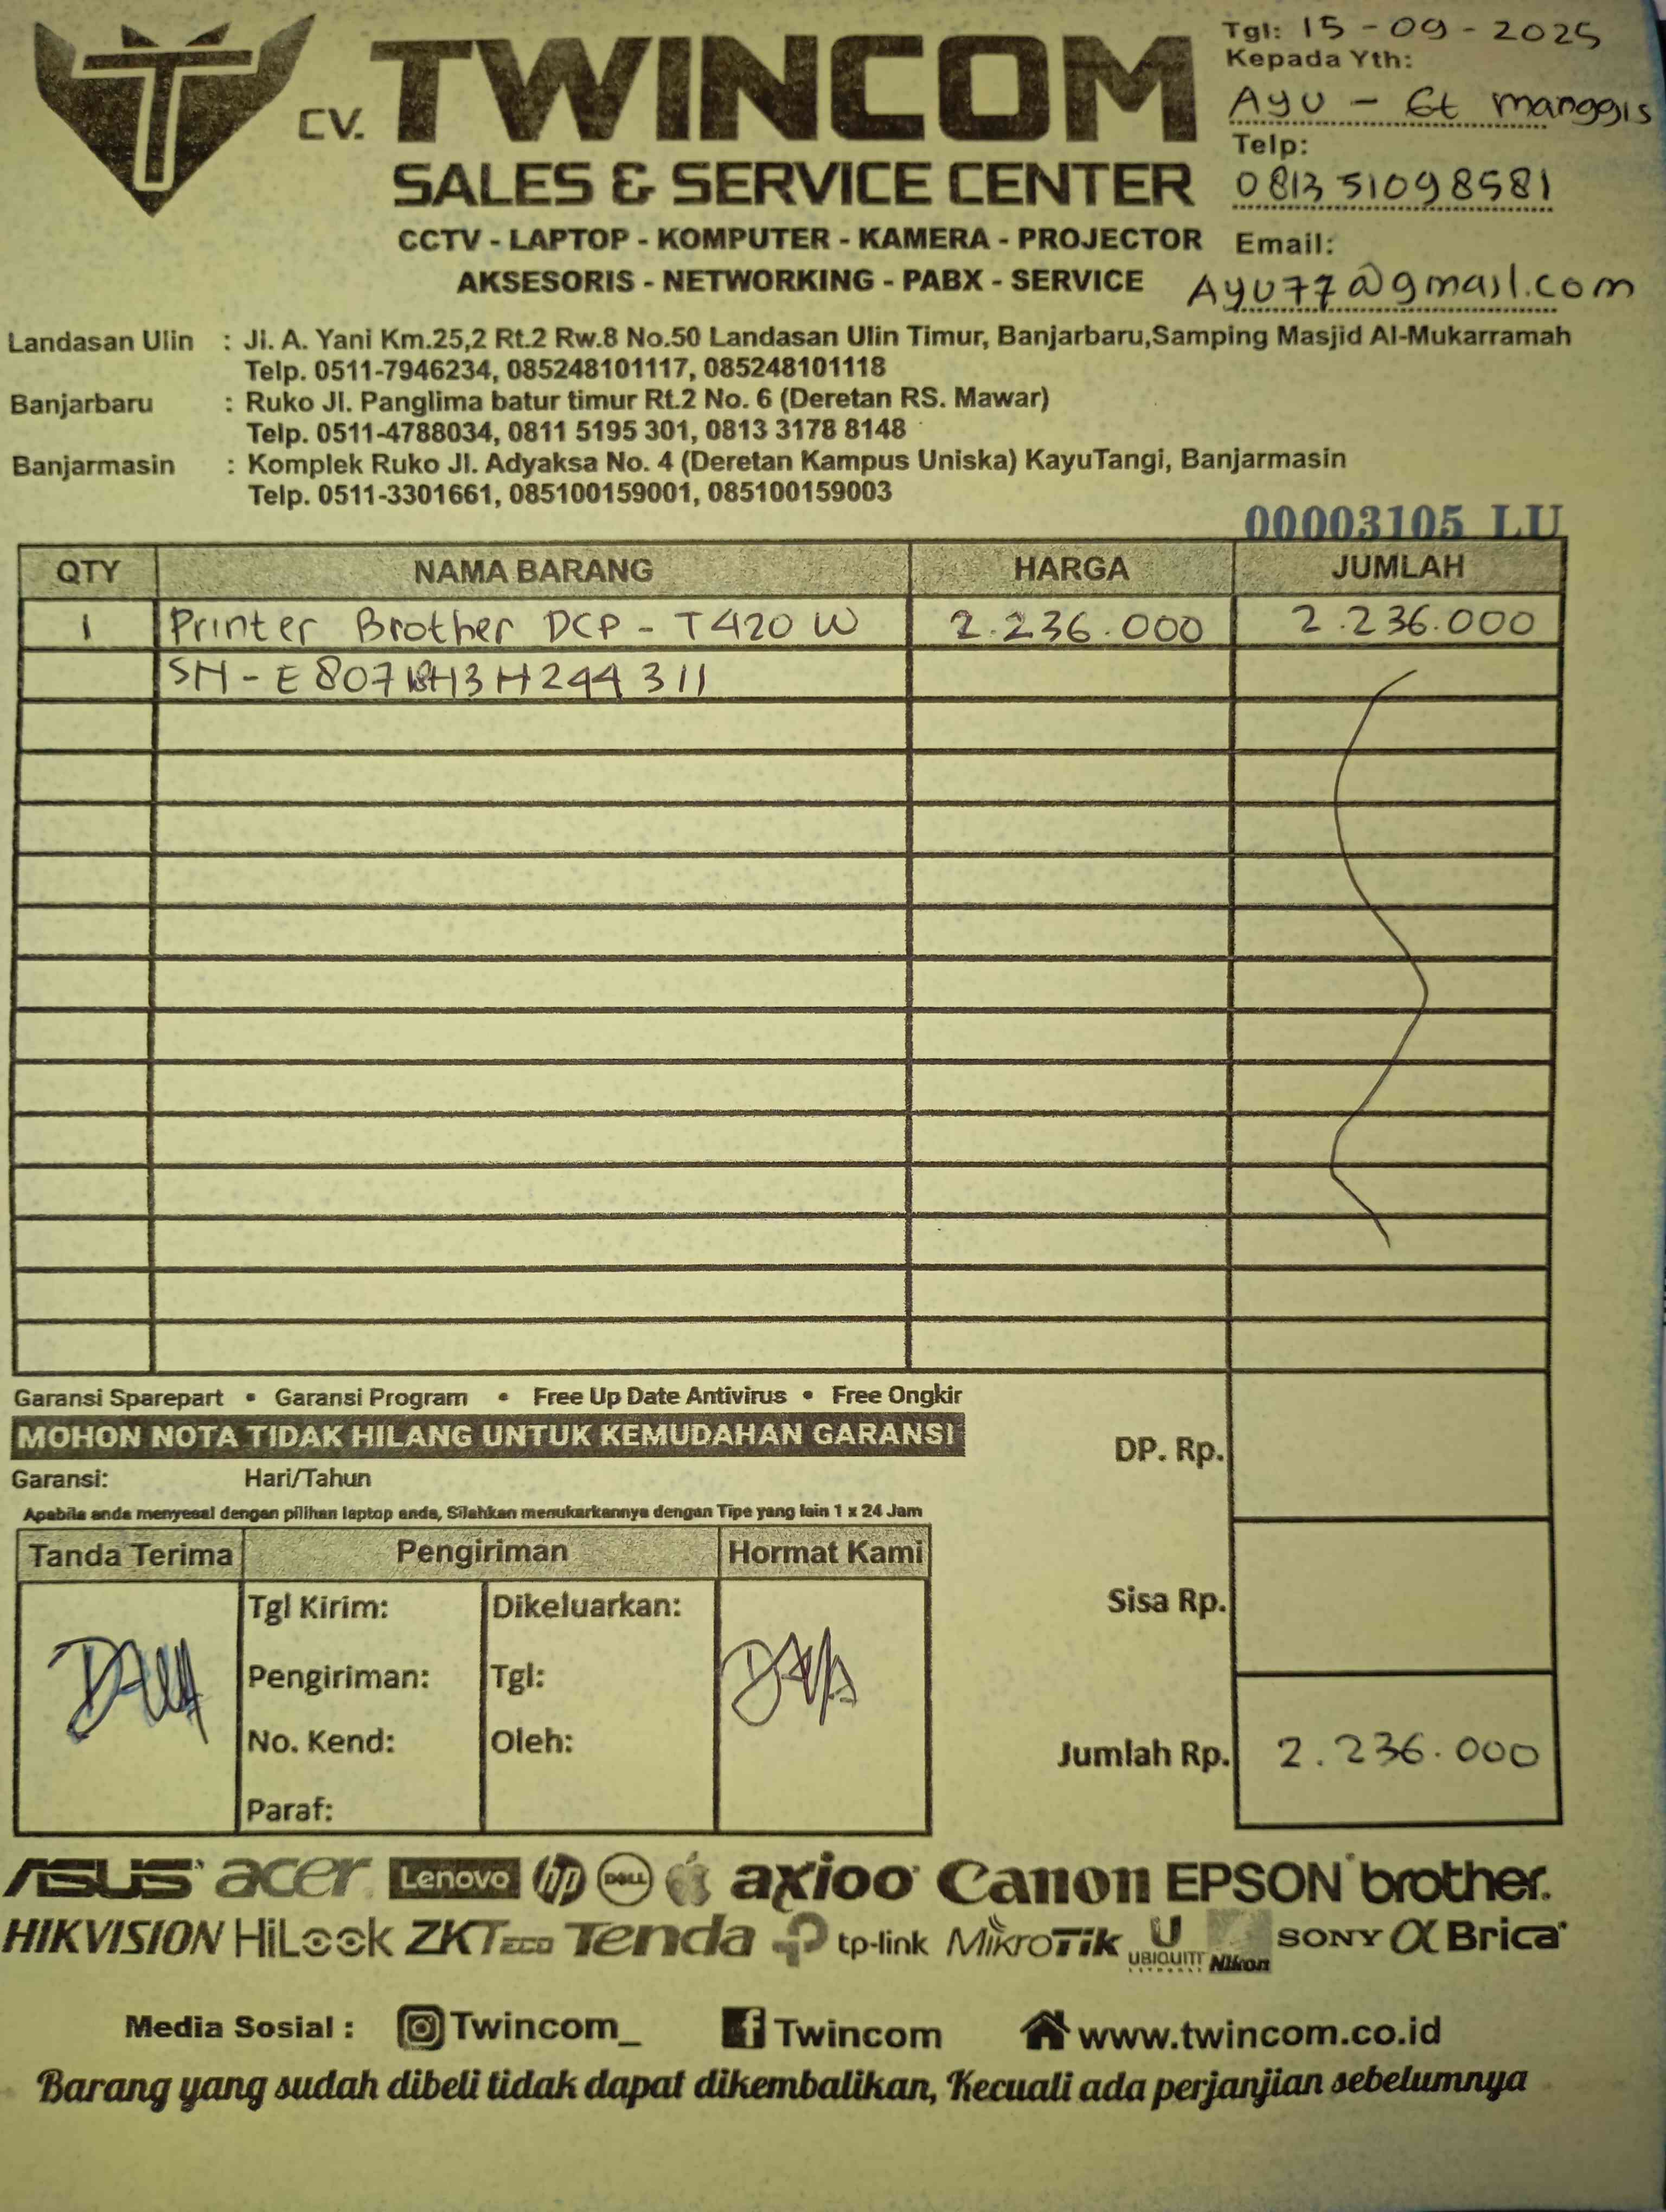 Tgl: 15-09-2025
Kepada Yth:
Ayu - Gt manggis
Telp:
081351098581
Email:
Ayu77@gmail.com
CV. TWINCOM
SALES & SERVICE CENTER
CCTV - LAPTOP - KOMPUTER - KAMERA - PROJECTOR
AKSESORIS - NETWORKING - PABX - SERVICE
Landasan Ulin : Jl. A. Yani Km.25,2 Rt.2 Rw.8 No.50 Landasan Ulin Timur, Banjarbaru,Samping Masjid Al-Mukarramah
Telp. 0511-7946234, 085248101117, 085248101118
Banjarbaru : Ruko Jl. Panglima batur timur Rt.2 No. 6 (Deretan RS. Mawar)
Telp. 0511-4788034, 0811 5195 301, 0813 3178 8148
Banjarmasin : Komplek Ruko Jl. Adyaksa No. 4 (Deretan Kampus Uniska) KayuTangi, Banjarmasin
Telp. 0511-3301661, 085100159001, 085100159003
00003105 LU
QTY NAMA BARANG HARGA JUMLAH
1 Printer Brother DCP - T420 W 2.236.000 2.236.000
SN -
Garansi Sparepart • Garansi Program • Free Up Date Antivirus • Free Ongkir
MOHON NOTA TIDAK HILANG UNTUK KEMUDAHAN GARANSI
Garansi: Hari/Tahun
Apabila anda menyesal dengan pilihan laptop anda, Silahkan menukarkannya dengan Tipe yang lain 1 x 24 Jam
DP. Rp.
Sisa Rp.
Jumlah Rp. 2.236.000
Tanda Terima Pengiriman Hormat Kami
Tgl Kirim: Dikeluarkan:
Pengiriman: Tgl:
No. Kend: Oleh:
Paraf:
ASUS acer Lenovo hp DELL axioo Canon EPSON brother
HIKVISION HiLook ZKTeco Tenda tp-link MikroTik UBIQUITI Nikon SONY α Brica
Media Sosial : Twincom_ Twincom www.twincom.co.id
Barang yang sudah dibeli tidak dapat dikembalikan, Kecuali ada perjanjian sebelumnya